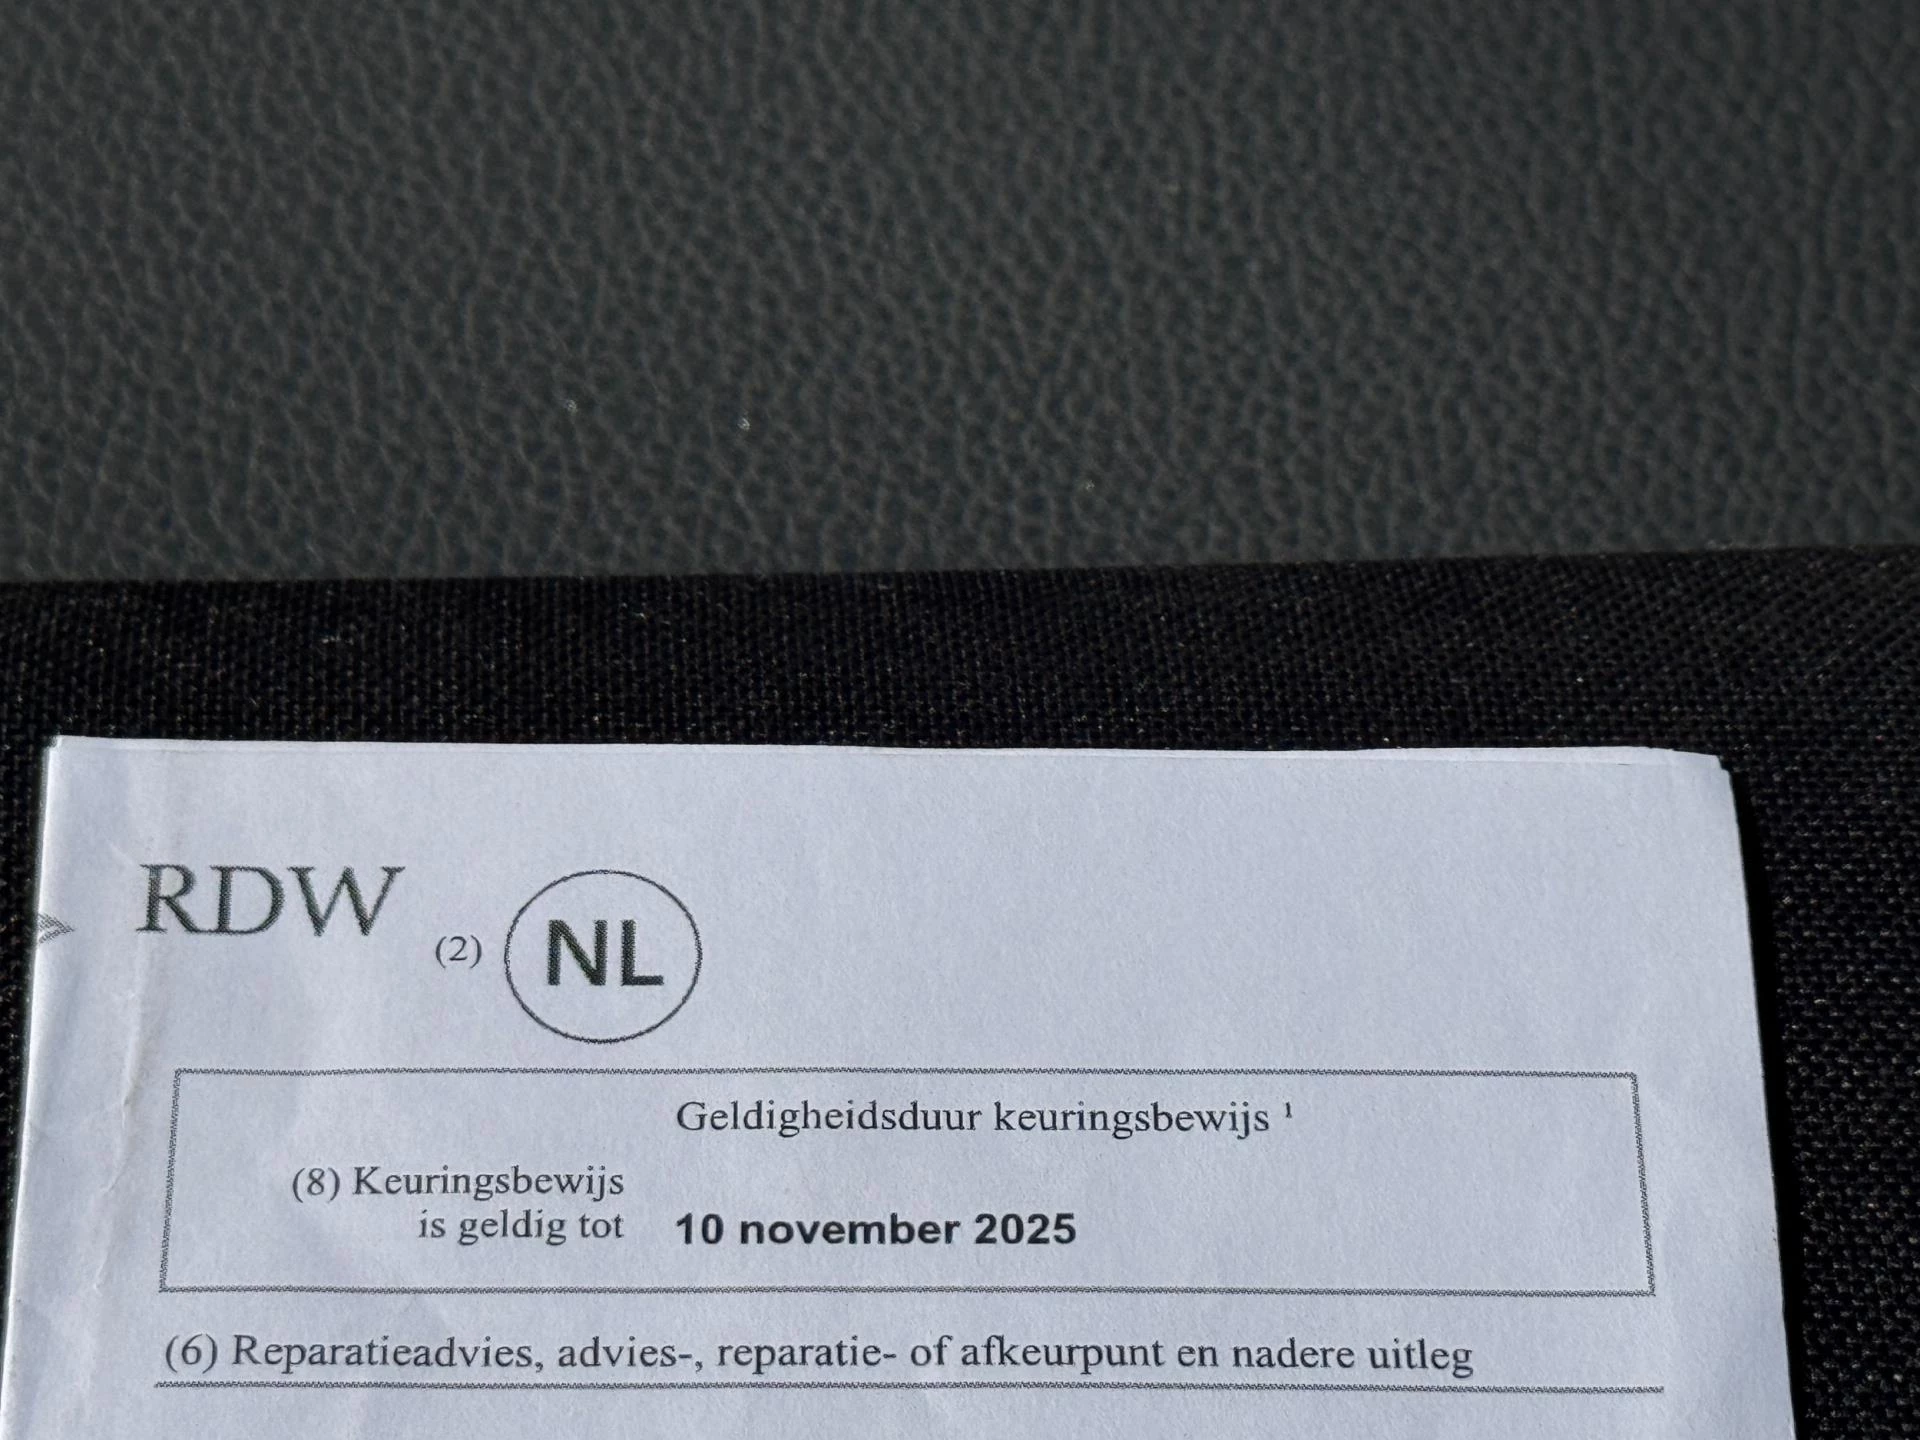 RDW
(2) NL
Geldigheidsduur keuringsbewijs ¹
(8) Keuringsbewijs
is geldig tot 10 november 2025
(6) Reparatieadvies, advies-, reparatie- of afkeurpunt en nadere uitleg